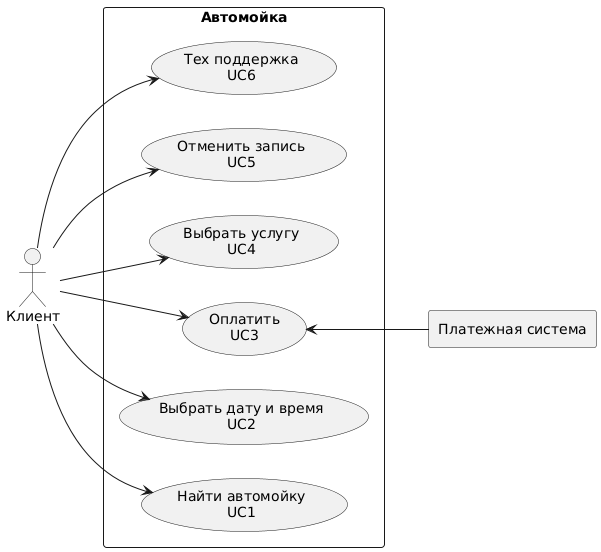 Автомойка
Тех поддержка
UC6
Отменить запись
UC5
Выбрать услугу
UC4
Клиент
Оплатить
UC3
Платежная система
Выбрать дату и время
UC2
Найти автомойку
UC1